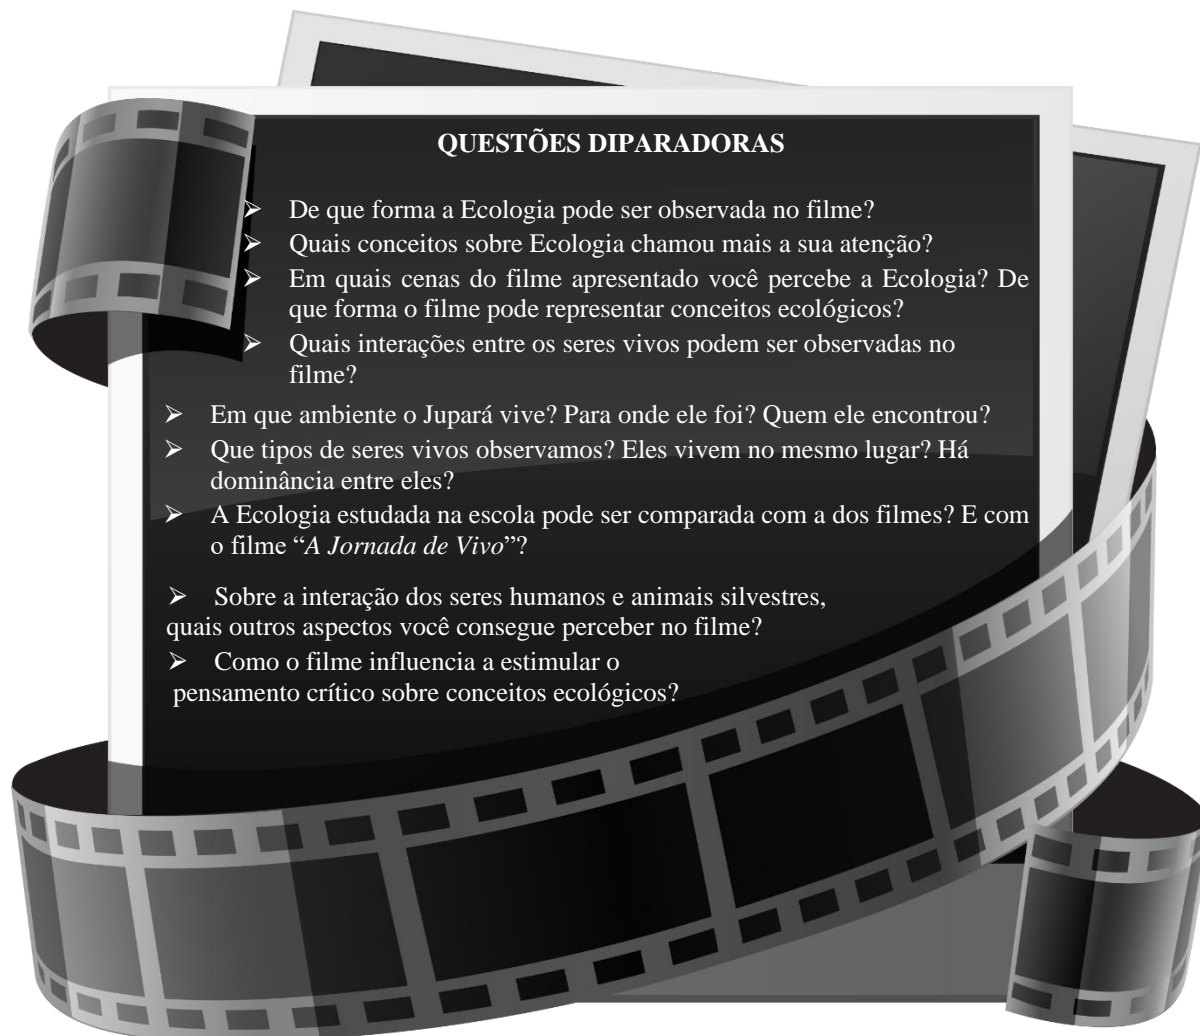 QUESTÕES DIPARADORAS
➢ De que forma a Ecologia pode ser observada no filme?
➢ Quais conceitos sobre Ecologia chamou mais a sua atenção?
➢ Em quais cenas do filme apresentado você percebe a Ecologia? De
que forma o filme pode representar conceitos ecológicos?
➢ Quais interações entre os seres vivos podem ser observadas no
filme?
➢ Em que ambiente o Jupará vive? Para onde ele foi? Quem ele encontrou?
➢ Que tipos de seres vivos observamos? Eles vivem no mesmo lugar? Há
dominância entre eles?
➢ A Ecologia estudada na escola pode ser comparada com a dos filmes? E com
o filme “A Jornada de Vivo”?
➢ Sobre a interação dos seres humanos e animais silvestres,
quais outros aspectos você consegue perceber no filme?
➢ Como o filme influencia a estimular o
pensamento crítico sobre conceitos ecológicos?